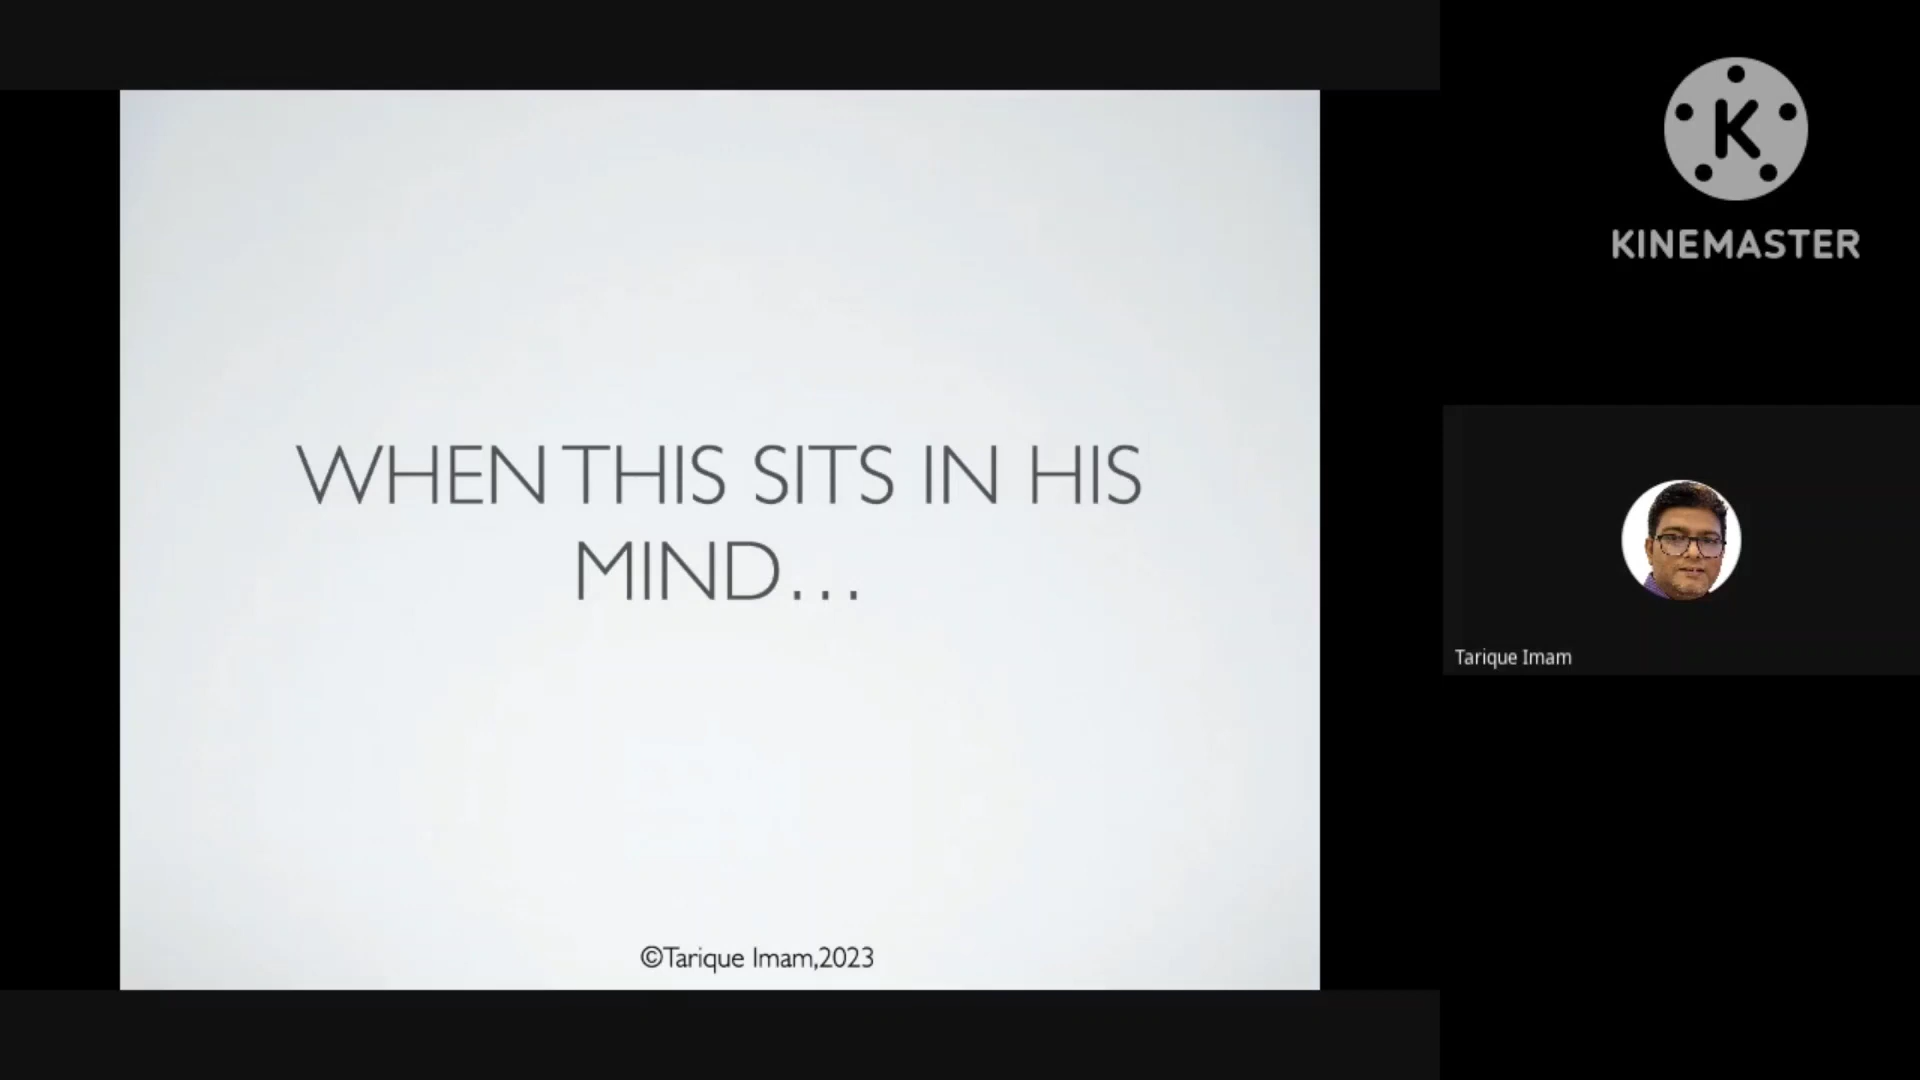 WHEN THIS SITS IN HIS
MIND...
©Tarique Imam,2023
K
KINEMASTER
Tarique Imam